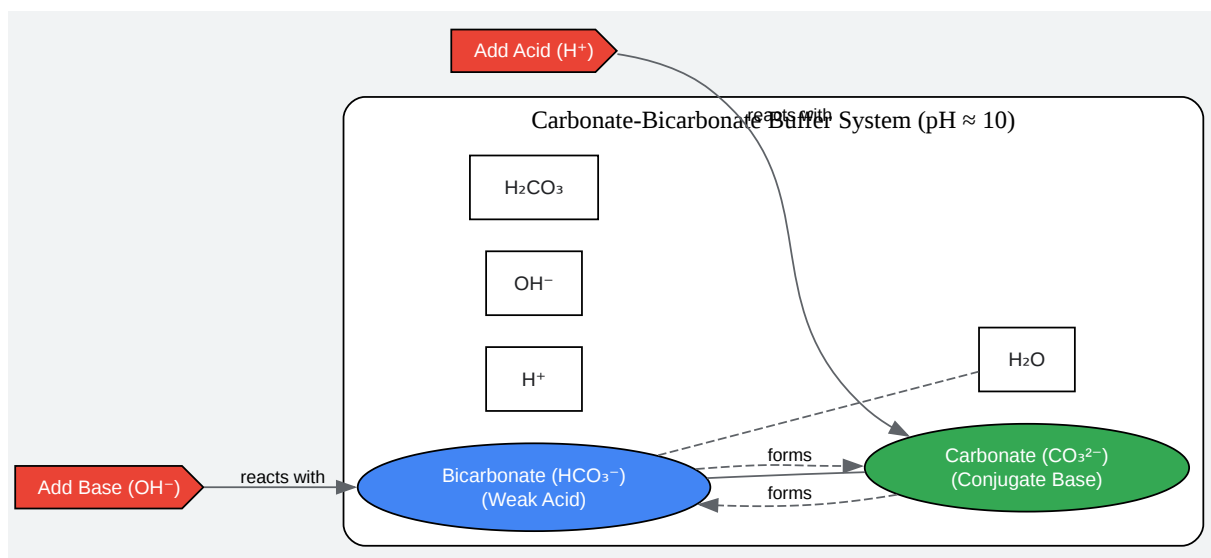 Add Acid (H⁺)
reacts with
Carbonate-Bicarbonate Buffer System (pH ≈ 10)
H₂CO₃
OH⁻
H⁺
H₂O
Add Base (OH⁻)
reacts with
Bicarbonate (HCO₃⁻)
(Weak Acid)
forms
forms
Carbonate (CO₃²⁻)
(Conjugate Base)